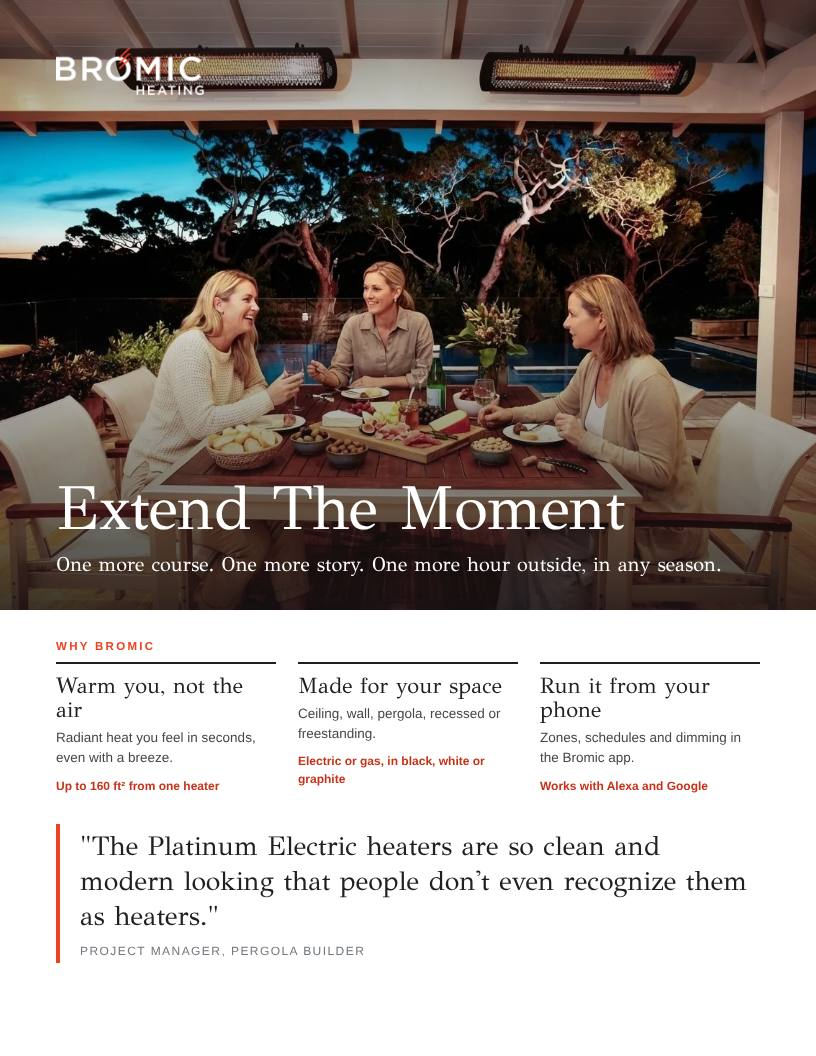 BROMIC
HEATING
Extend The Moment
One more course. One more story. One more hour outside, in any season.
WHY BROMIC
Warm you, not the
air
Radiant heat you feel in seconds,
even with a breeze.
Up to 160 ft² from one heater
Made for your space
Ceiling, wall, pergola, recessed or
freestanding.
Electric or gas, in black, white or
graphite
Run it from your
phone
Zones, schedules and dimming in
the Bromic app.
Works with Alexa and Google
"The Platinum Electric heaters are so clean and
modern looking that people don't even recognize them
as heaters."
PROJECT MANAGER, PERGOLA BUILDER